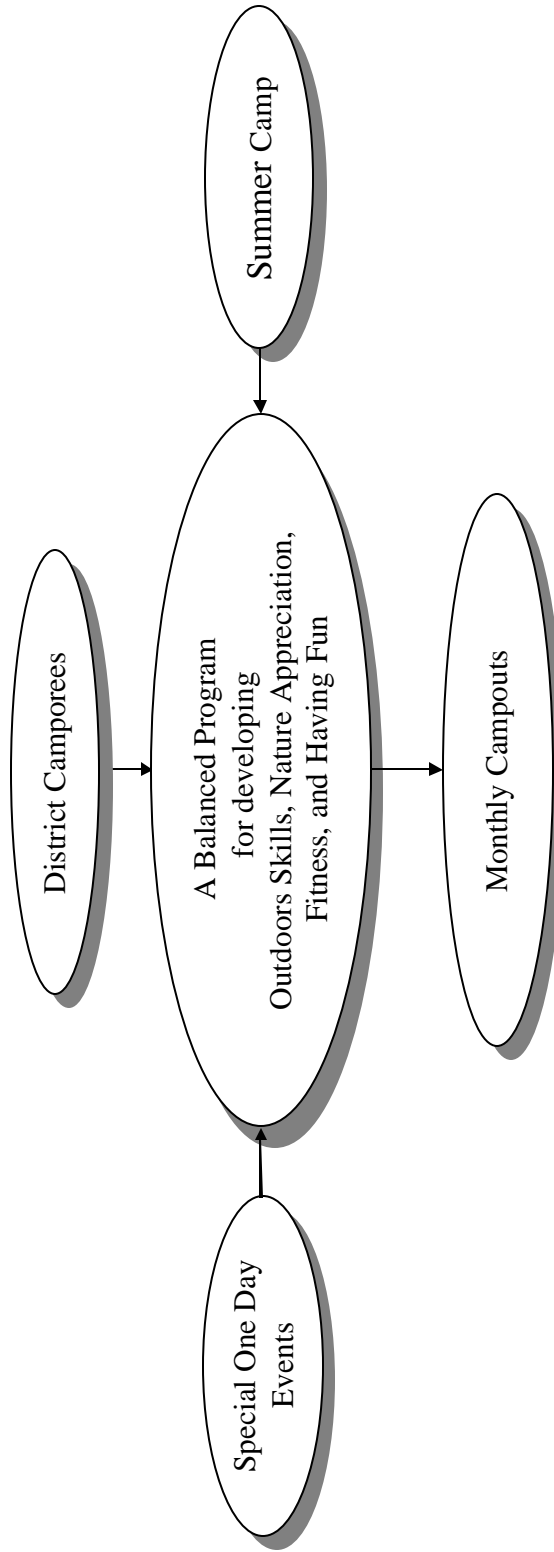 District Camporees
Special One Day
Events
A Balanced Program
for developing
Outdoors Skills, Nature Appreciation,
Fitness, and Having Fun
Summer Camp
Monthly Campouts